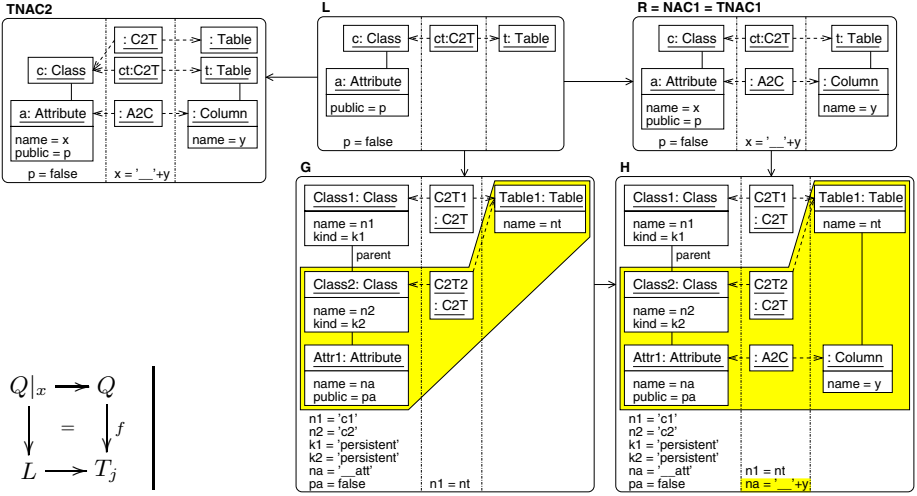 TNAC2
: C2T
: Table
c: Class
ct:C2T
t: Table
a: Attribute
: A2C
: Column
name = x
public = p
name = y
p = false
x = '__'+y
L
c: Class
ct:C2T
t: Table
a: Attribute
public = p
p = false
R = NAC1 = TNAC1
c: Class
ct:C2T
t: Table
a: Attribute
: A2C
: Column
name = x
public = p
name = y
p = false
x = '__'+y
G
Class1: Class
C2T1
: C2T
Table1: Table
name = n1
kind = k1
name = nt
parent
Class2: Class
C2T2
: C2T
name = n2
kind = k2
Attr1: Attribute
name = na
public = pa
n1 = 'c1'
n2 = 'c2'
k1 = 'persistent'
k2 = 'persistent'
na = '__att'
pa = false
n1 = nt
H
Class1: Class
C2T1
: C2T
Table1: Table
name = n1
kind = k1
name = nt
parent
Class2: Class
C2T2
: C2T
name = n2
kind = k2
Attr1: Attribute
: A2C
: Column
name = na
public = pa
name = y
n1 = 'c1'
n2 = 'c2'
k1 = 'persistent'
k2 = 'persistent'
na = '__att'
pa = false
n1 = nt
na = '__'+y
Q|x Q
= f
L Tj